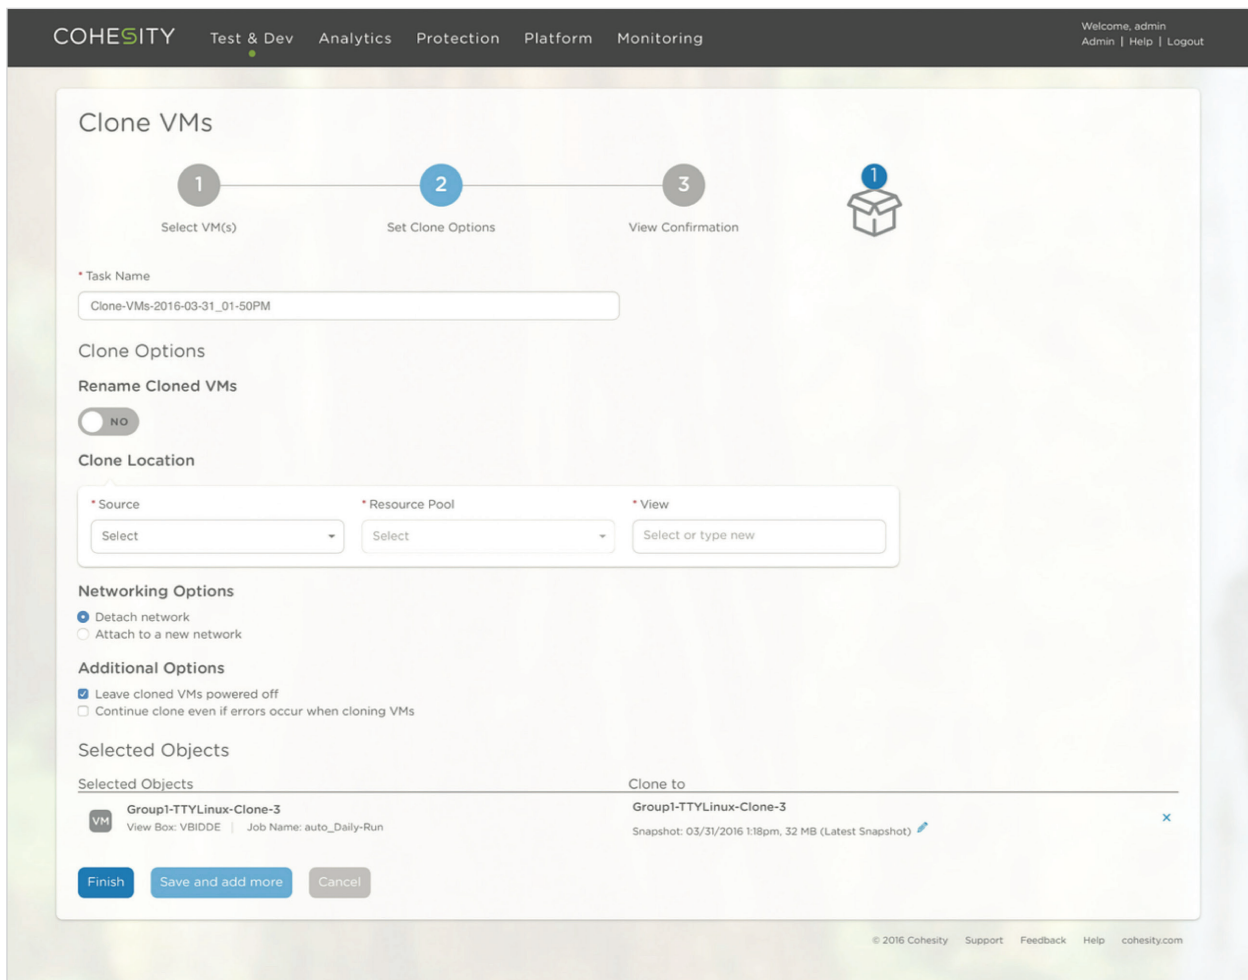 COHESITY Test & Dev Analytics Protection Platform Monitoring
Welcome, admin
Admin | Help | Logout
Clone VMs
1 2 3 1
Select VM(s) Set Clone Options View Confirmation
* Task Name
Clone-VMs-2016-03-31_01-50PM
Clone Options
Rename Cloned VMs
NO
Clone Location
* Source * Resource Pool * View
Select Select Select or type new
Networking Options
Detach network
Attach to a new network
Additional Options
Leave cloned VMs powered off
Continue clone even if errors occur when cloning VMs
Selected Objects
Selected Objects Clone to
VM Group1-TTYLinux-Clone-3 Group1-TTYLinux-Clone-3
View Box: VBIDDE | Job Name: auto_Daily-Run Snapshot: 03/31/2016 1:18pm, 32 MB (Latest Snapshot)
Finish Save and add more Cancel
© 2016 Cohesity Support Feedback Help cohesity.com